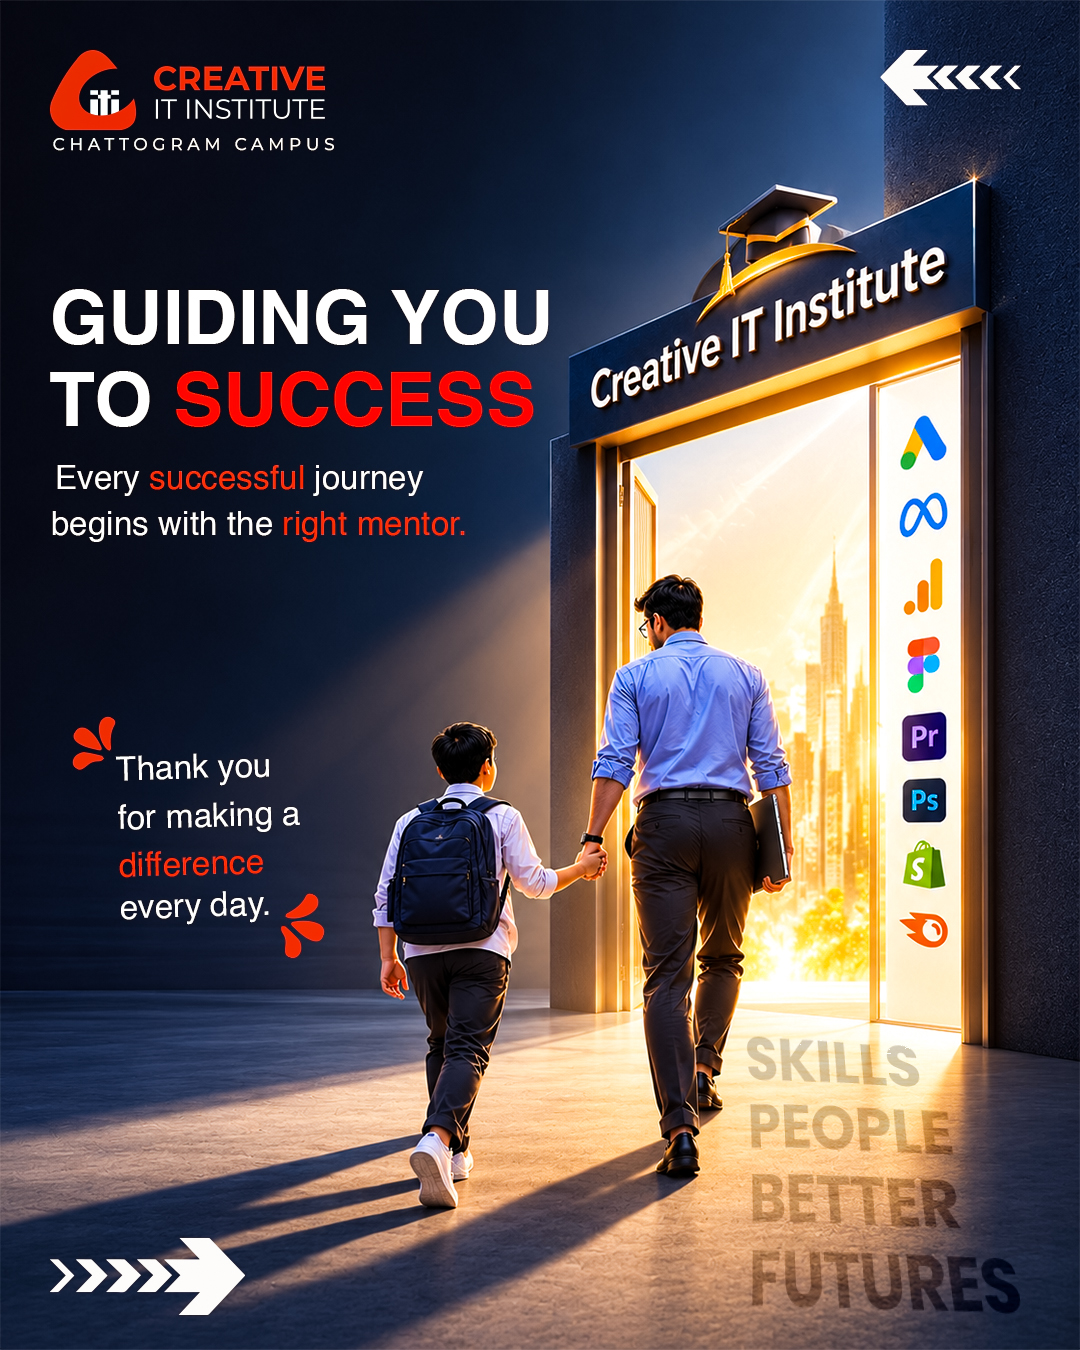 iti
CREATIVE
IT INSTITUTE
CHATTOGRAM CAMPUS
Creative IT Institute
GUIDING YOU
TO SUCCESS
Every successful journey
begins with the right mentor.
Thank you
for making a
difference
every day.
Pr
Ps
S
SKILLS
PEOPLE
BETTER
FUTURES